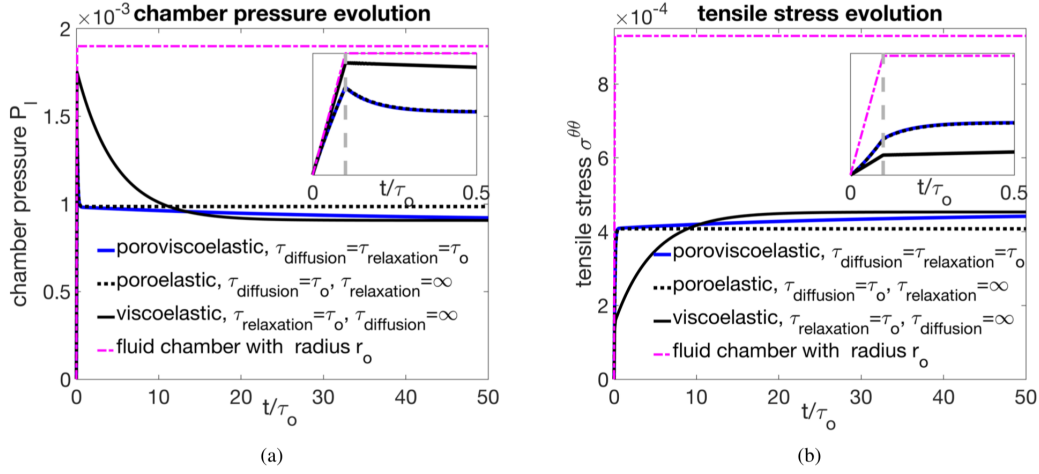 chamber pressure evolution
×10⁻³
2
1.5
1
0.5
0
chamber pressure P_l
0
t/τ_o
0.5
poroviscoelastic, τ_diffusion=τ_relaxation=τ_o
poroelastic, τ_diffusion=τ_o, τ_relaxation=∞
viscoelastic, τ_relaxation=τ_o, τ_diffusion=∞
fluid chamber with radius r_o
0 10 20 30 40 50
t/τ_o
(a)
tensile stress evolution
×10⁻⁴
8
6
4
2
0
tensile stress σ^θθ
0
t/τ_o
0.5
poroviscoelastic, τ_diffusion=τ_relaxation=τ_o
poroelastic, τ_diffusion=τ_o, τ_relaxation=∞
viscoelastic, τ_relaxation=τ_o, τ_diffusion=∞
fluid chamber with radius r_o
0 10 20 30 40 50
t/τ_o
(b)